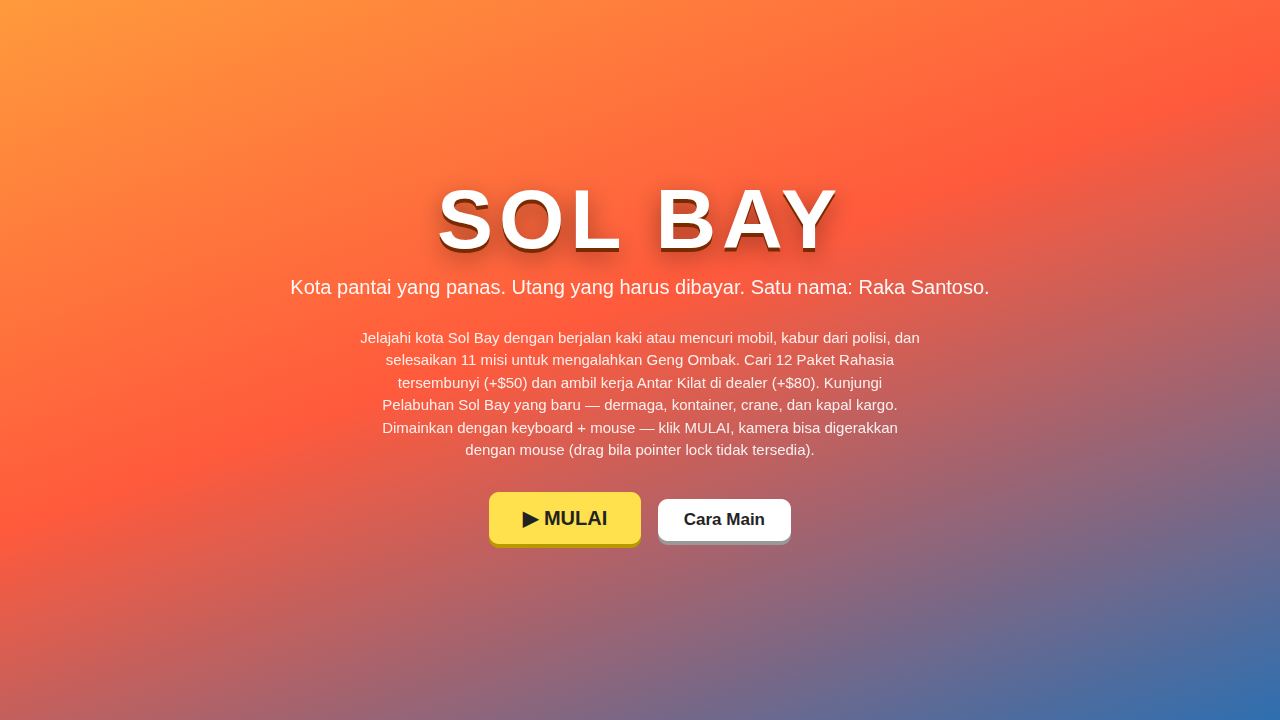 SOL BAY
Kota pantai yang panas. Utang yang harus dibayar. Satu nama: Raka Santoso.
Jelajahi kota Sol Bay dengan berjalan kaki atau mencuri mobil, kabur dari polisi, dan
selesaikan 11 misi untuk mengalahkan Geng Ombak. Cari 12 Paket Rahasia
tersembunyi (+$50) dan ambil kerja Antar Kilat di dealer (+$80). Kunjungi
Pelabuhan Sol Bay yang baru — dermaga, kontainer, crane, dan kapal kargo.
Dimainkan dengan keyboard + mouse — klik MULAI, kamera bisa digerakkan
dengan mouse (drag bila pointer lock tidak tersedia).
▶ MULAI
Cara Main